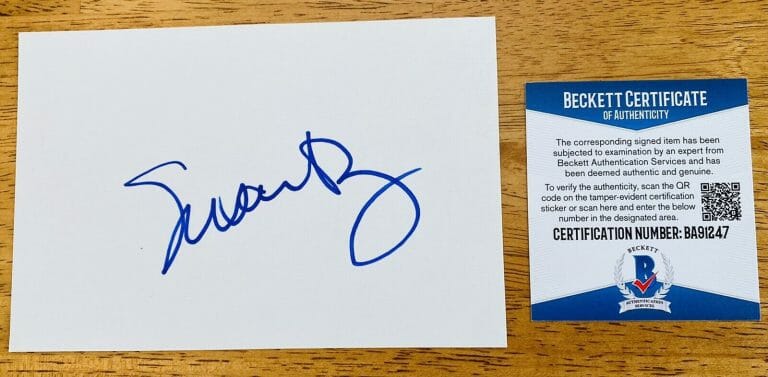 BECKETT CERTIFICATE
OF AUTHENTICITY
The corresponding signed item has been
subjected to examination by an expert from
Beckett Authentication Services and has
been deemed authentic and genuine.
To verify the authenticity, scan the QR
code on the tamper-evident certification
sticker or scan here and enter the below
number in the designated area.
CERTIFICATION NUMBER: BA91247
BECKETT
B
AUTHENTICATION
SERVICES